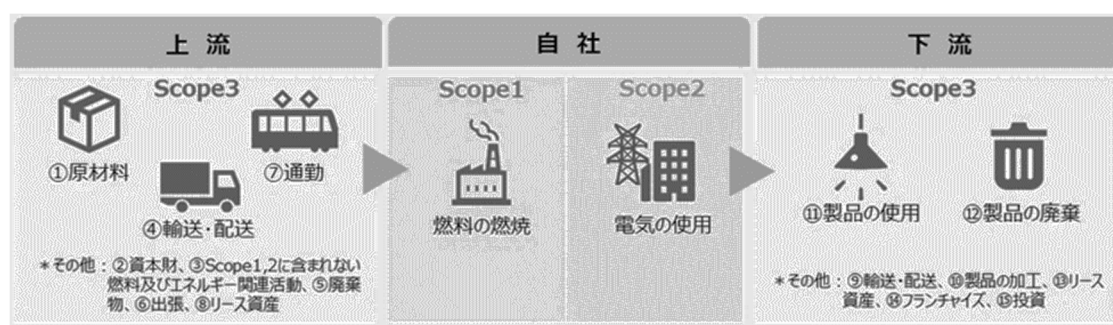 上 流
Scope3
①原材料
⑦通勤
④輸送・配送
＊その他：②資本財、③Scope1,2に含まれない
燃料及びエネルギー関連活動、⑤廃棄
物、⑥出張、⑧リース資産
自 社
Scope1
燃料の燃焼
Scope2
電気の使用
下 流
Scope3
⑪製品の使用
⑫製品の廃棄
＊その他：⑨輸送・配送、⑩製品の加工、⑬リース
資産、⑭フランチャイズ、⑮投資